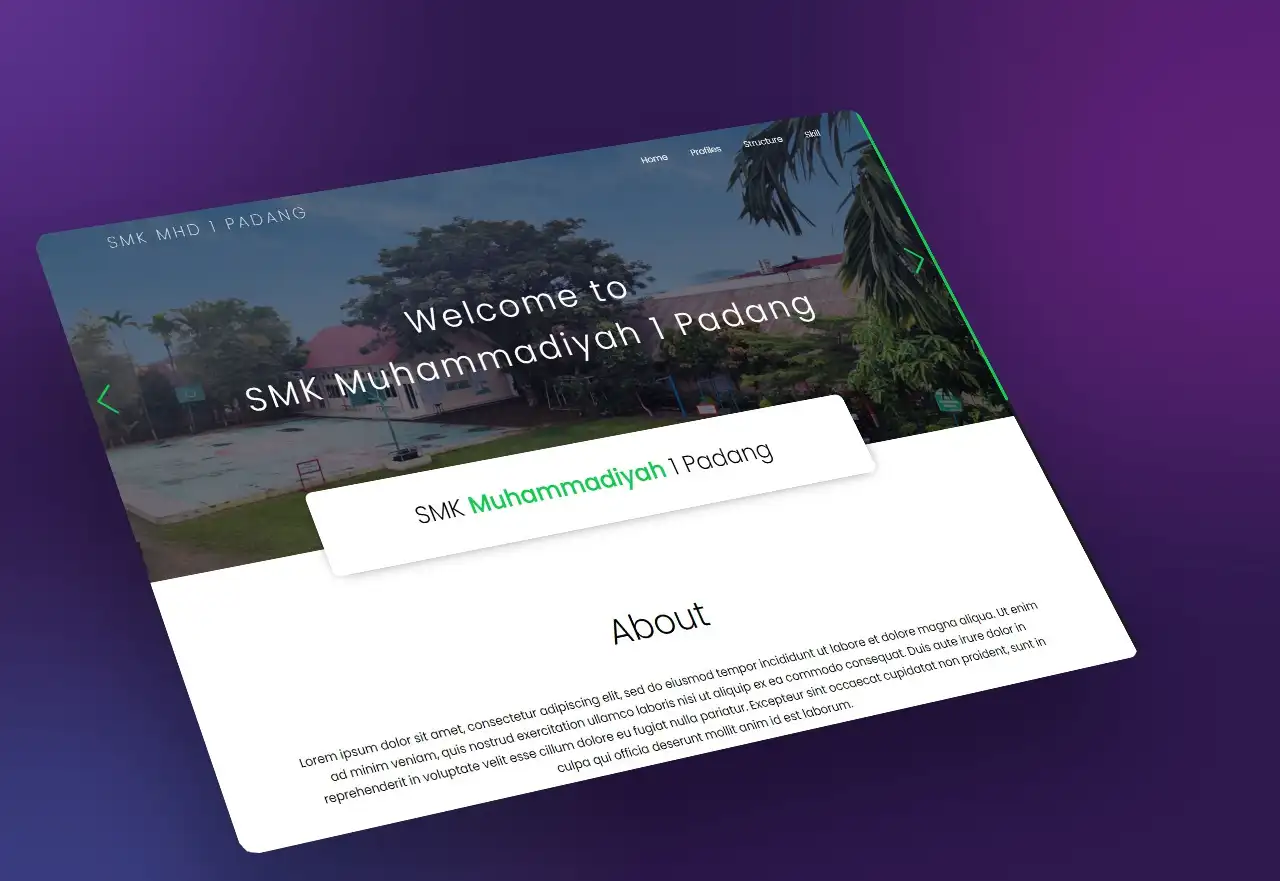 Home Profiles Structure Skill
SMK MHD 1 PADANG
Welcome to
SMK Muhammadiyah 1 Padang
SMK Muhammadiyah 1 Padang
About
Lorem ipsum dolor sit amet, consectetur adipiscing elit, sed do eiusmod tempor incididunt ut labore et dolore magna aliqua. Ut enim
ad minim veniam, quis nostrud exercitation ullamco laboris nisi ut aliquip ex ea commodo consequat. Duis aute irure dolor in
reprehenderit in voluptate velit esse cillum dolore eu fugiat nulla pariatur. Excepteur sint occaecat cupidatat non proident, sunt in
culpa qui officia deserunt mollit anim id est laborum.